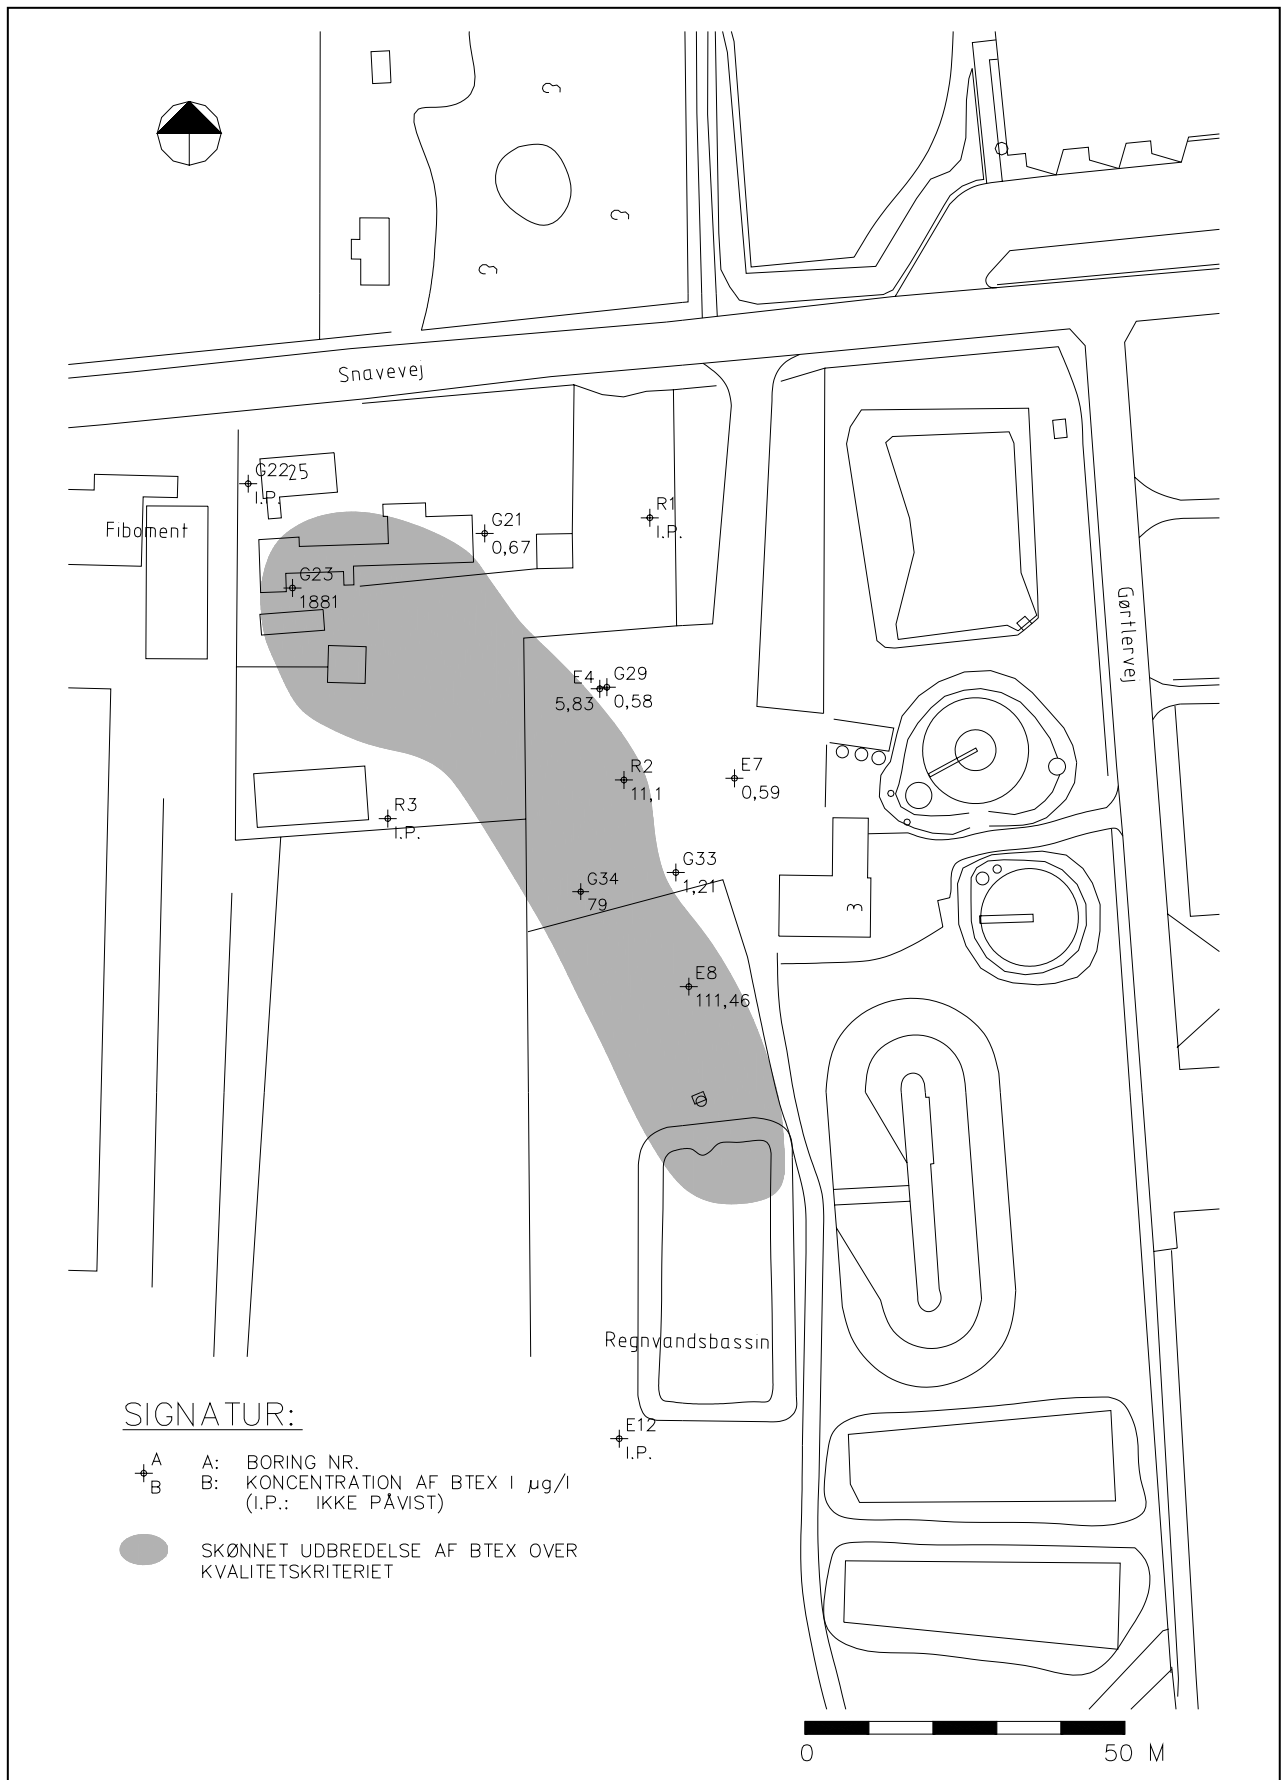 Snavevej
G22
25
I.P.
Fiboment
R1
I.P.
G21
0,67
G23
1881
Gørtlervej
E4
5,83
G29
0,58
R2
11,1
E7
0,59
R3
I.P.
G33
1,21
G34
79
E8
111,46
Regnvandsbassin
E12
I.P.
SIGNATUR:
A
B
A: BORING NR.
B: KONCENTRATION AF BTEX I µg/l
(I.P.: IKKE PÅVIST)
SKØNNET UDBREDELSE AF BTEX OVER
KVALITETSKRITERIET
0 50 M